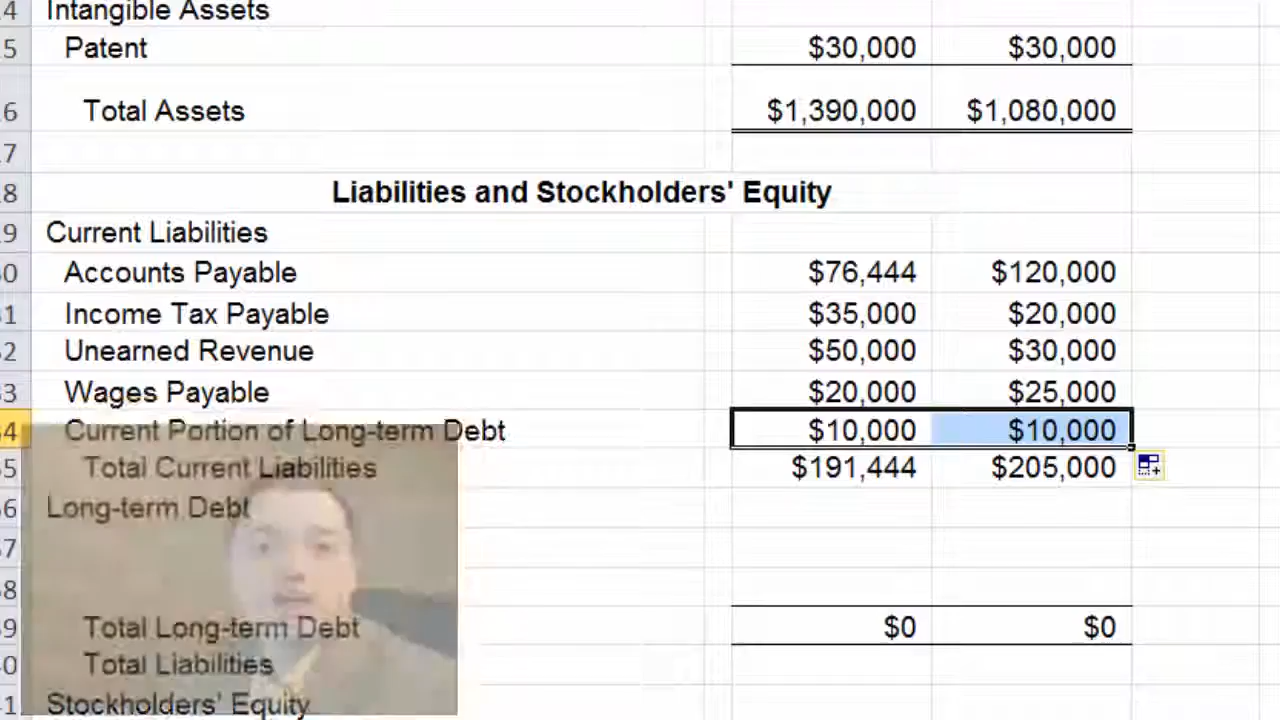 4 Intangible Assets
5 Patent $30,000 $30,000
6 Total Assets $1,390,000 $1,080,000
7
8 Liabilities and Stockholders' Equity
9 Current Liabilities
0 Accounts Payable $76,444 $120,000
1 Income Tax Payable $35,000 $20,000
2 Unearned Revenue $50,000 $30,000
3 Wages Payable $20,000 $25,000
4 Current Portion of Long-term Debt $10,000 $10,000
5 Total Current Liabilities $191,444 $205,000
6 Long-term Debt
7
8
9 Total Long-term Debt $0 $0
0 Total Liabilities
1 Stockholders' Equity